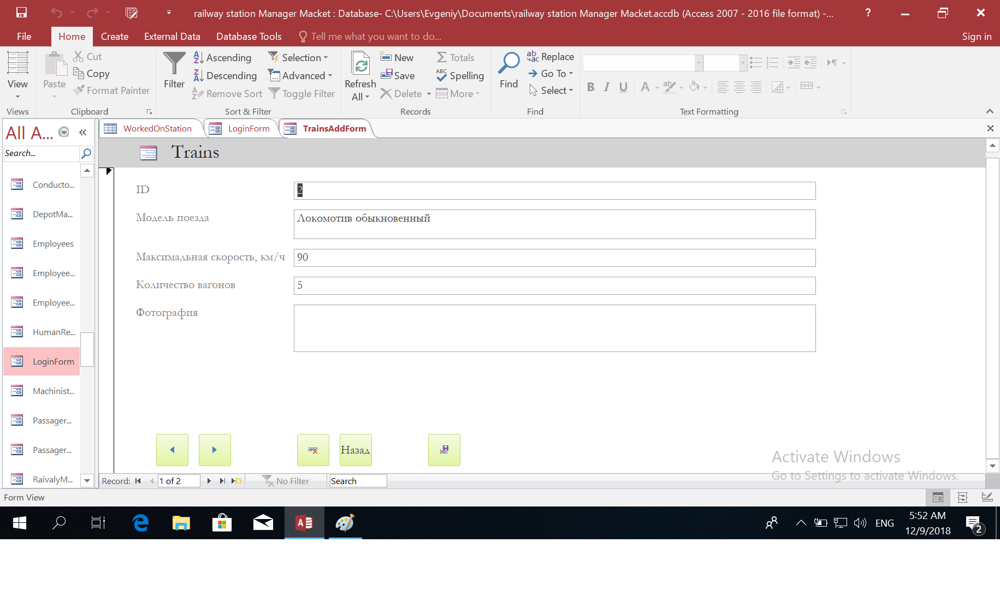 railway station Manager Macket : Database- C:\Users\Evgeniy\Documents\railway station Manager Macket.accdb (Access 2007 - 2016 file format) -...
?
File
Home
Create
External Data
Database Tools
Tell me what you want to do...
Sign in
View
Paste
Cut
Copy
Format Painter
Filter
Ascending
Descending
Remove Sort
Selection
Advanced
Toggle Filter
Refresh
All
New
Save
Delete
Totals
Spelling
More
Find
Replace
Go To
Select
B I U
Views
Clipboard
Sort & Filter
Records
Find
Text Formatting
All A...
Search...
Conducto...
DepotMa...
Employees
Employee...
Employee...
HumanRe...
LoginForm
Machinist...
Passager...
Passager...
RaivalyM...
WorkedOnStation
LoginForm
TrainsAddForm
Trains
ID
2
Модель поезда
Локомотив обыкновенный
Максимальная скорость, км/ч
90
Количество вагонов
5
Фотография
Назад
Activate Windows
Go to Settings to activate Windows.
Record:
1 of 2
No Filter
Search
Form View
ENG
5:52 AM
12/9/2018
2